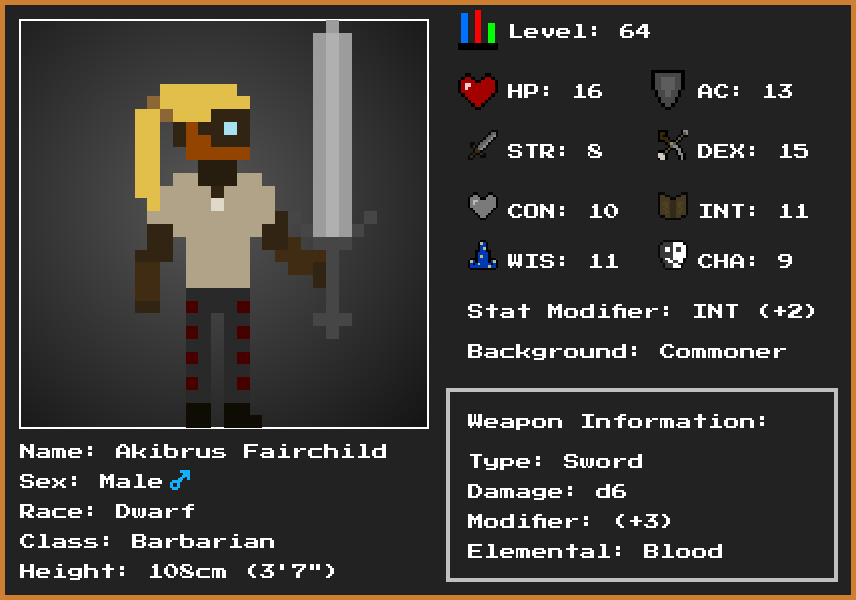 Level: 64
HP: 16 AC: 13
STR: 8 DEX: 15
CON: 10 INT: 11
WIS: 11 CHA: 9
Stat Modifier: INT (+2)
Background: Commoner
Weapon Information:
Type: Sword
Damage: d6
Modifier: (+3)
Elemental: Blood
Name: Akibrus Fairchild
Sex: Male♂
Race: Dwarf
Class: Barbarian
Height: 108cm (3'7")